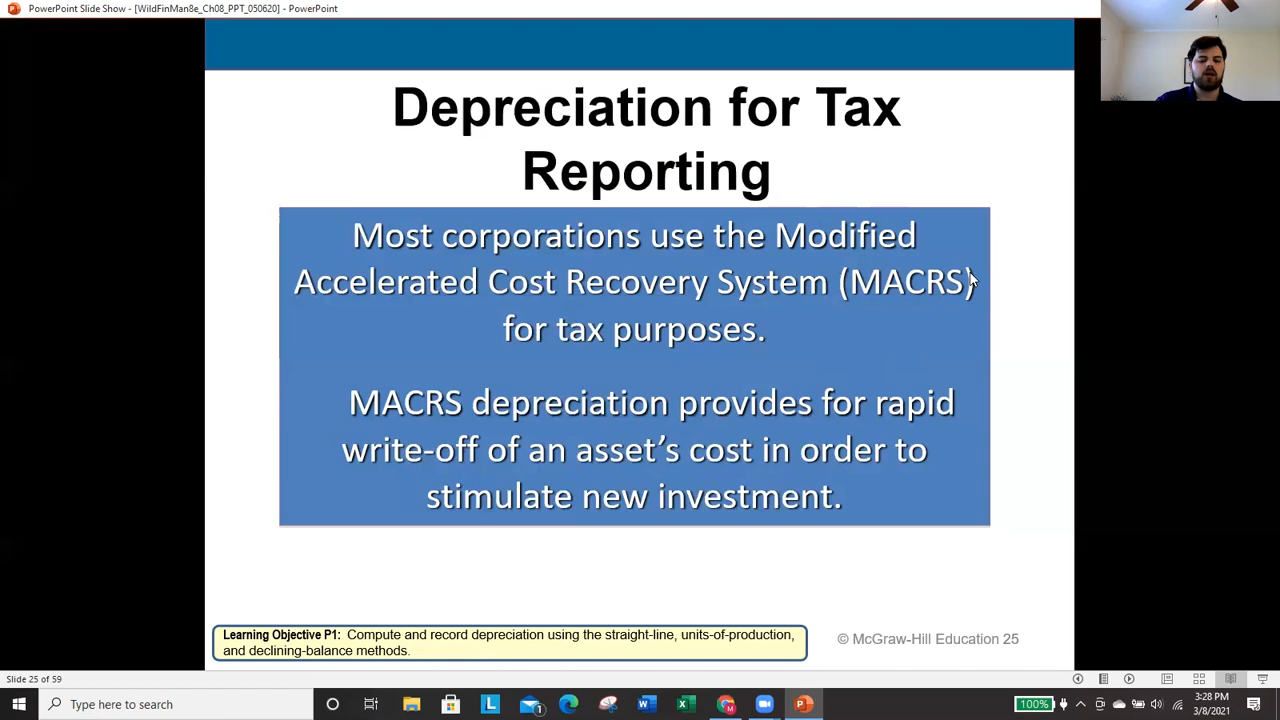 PowerPoint Slide Show - [WildFinMan8e_Ch08_PPT_050620] - PowerPoint
Depreciation for Tax
Reporting
Most corporations use the Modified
Accelerated Cost Recovery System (MACRS)
for tax purposes.
MACRS depreciation provides for rapid
write-off of an asset’s cost in order to
stimulate new investment.
Learning Objective P1: Compute and record depreciation using the straight-line, units-of-production,
and declining-balance methods.
© McGraw-Hill Education 25
Slide 25 of 59
Type here to search
100%
3:28 PM
3/8/2021